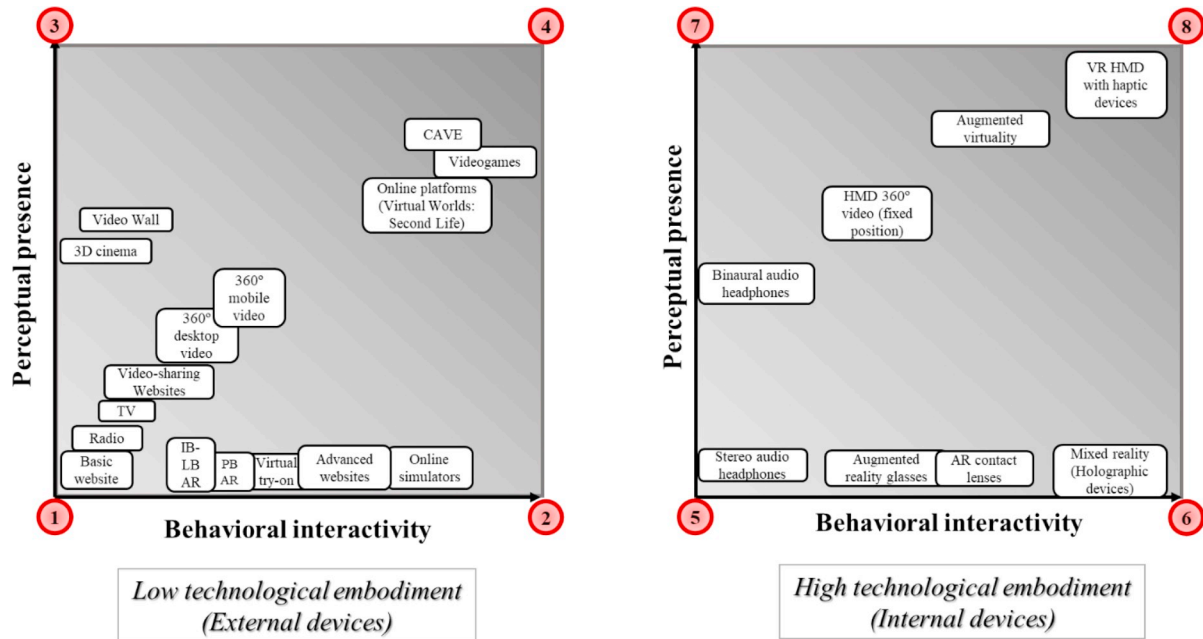 3
4
Perceptual presence
CAVE
Videogames
Online platforms
(Virtual Worlds:
Second Life)
Video Wall
3D cinema
360º
mobile
video
360º
desktop
video
Video-sharing
Websites
TV
Radio
Basic
website
IB-
LB
AR
PB
AR
Virtual
try-on
Advanced
websites
Online
simulators
1
2
Behavioral interactivity
Low technological embodiment
(External devices)
7
8
Perceptual presence
VR HMD
with haptic
devices
Augmented
virtuality
HMD 360º
video (fixed
position)
Binaural audio
headphones
Stereo audio
headphones
Augmented
reality glasses
AR contact
lenses
Mixed reality
(Holographic
devices)
5
6
Behavioral interactivity
High technological embodiment
(Internal devices)